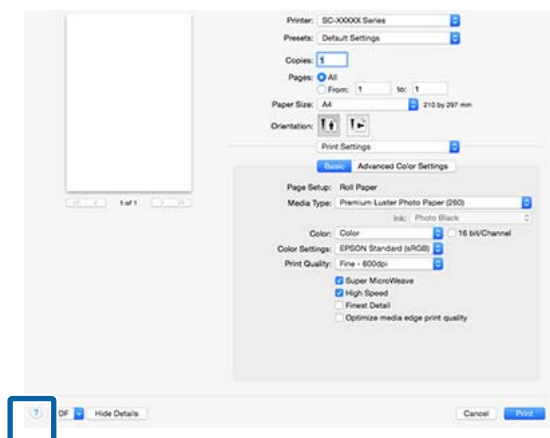 Printer: SC-XXXXX Series
Presets: Default Settings
Copies: 1
Pages: All
From: 1 to: 1
Paper Size: A4 210 by 297 mm
Orientation:
Print Settings
Basic Advanced Color Settings
Page Setup: Roll Paper
Media Type: Premium Luster Photo Paper (260)
Ink: Photo Black
1 of 1
Color: Color 16 bit/Channel
Color Settings: EPSON Standard (sRGB)
Print Quality: Fine - 600dpi
Super MicroWeave
High Speed
Finest Detail
Optimize media edge print quality
? DF Hide Details Cancel Print